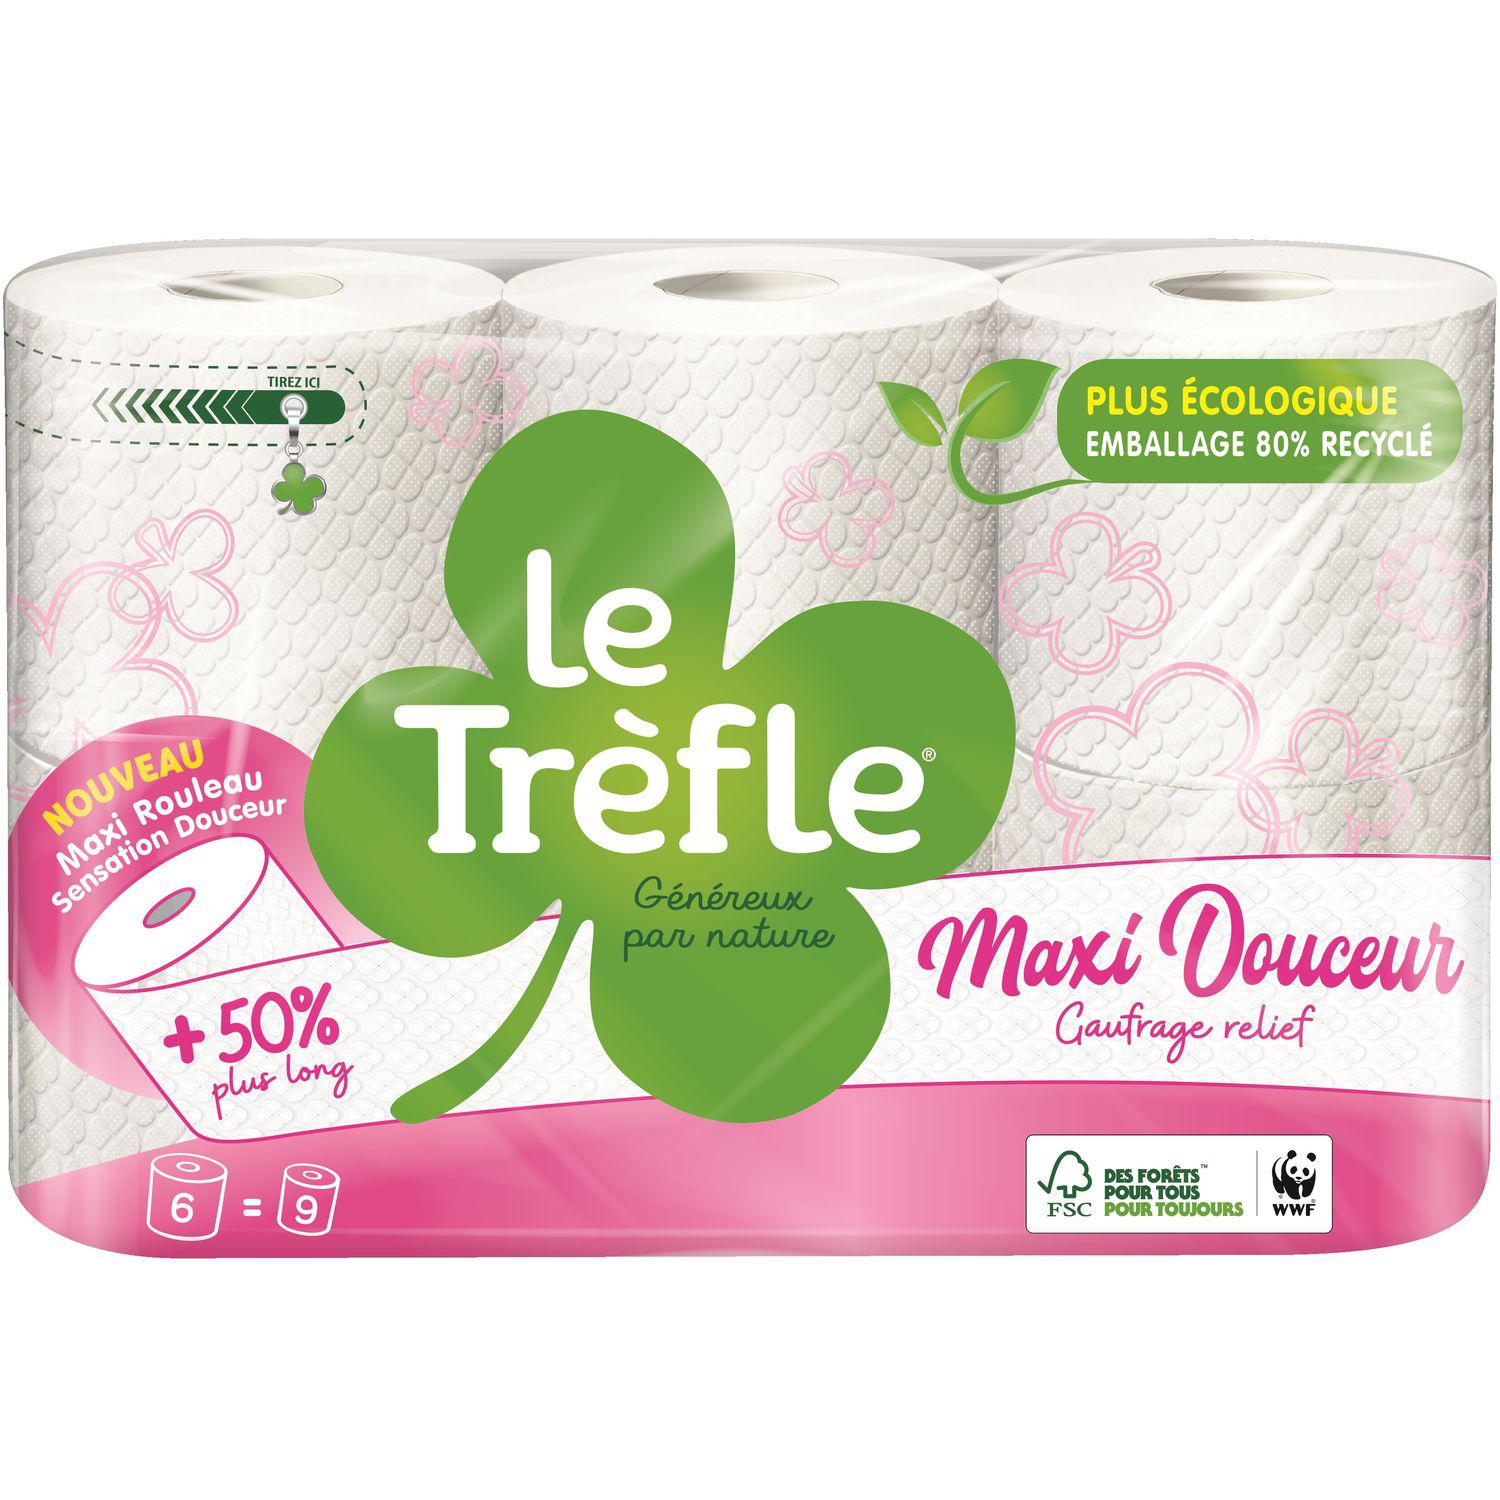 TIREZ ICI
PLUS ÉCOLOGIQUE
EMBALLAGE 80% RECYCLÉ
le
Trèfle®
Généreux
par nature
NOUVEAU
Maxi Rouleau
Sensation Douceur
+50%
plus long
Maxi Douceur
Gaufrage relief
6 = 9
FSC
DES FORÊTS™
POUR TOUS
POUR TOUJOURS
WWF